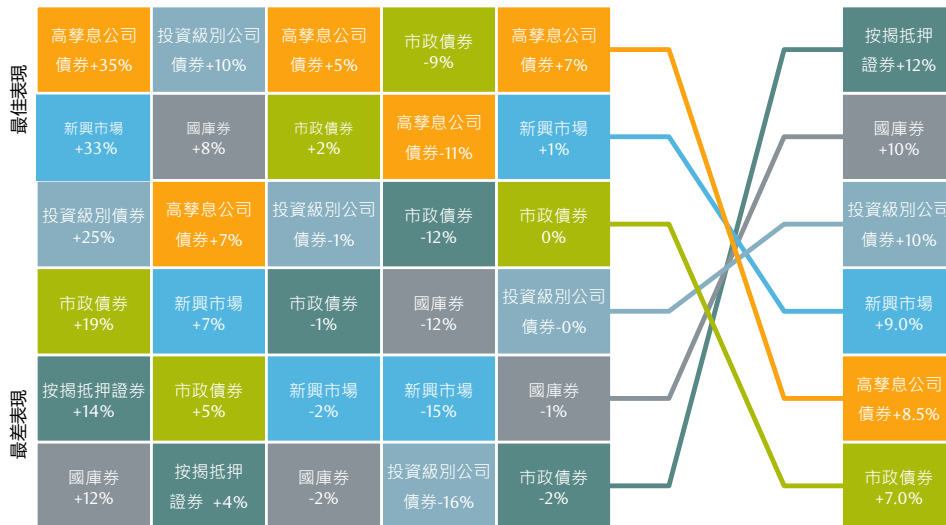 最佳表現
最差表現
高孳息公司
債券+35%
投資級別公司
債券+10%
高孳息公司
債券+5%
市政債券
-9%
高孳息公司
債券+7%
按揭抵押
證券+12%
新興市場
+33%
國庫券
+8%
市政債券
+2%
高孳息公司
債券-11%
新興市場
+1%
國庫券
+10%
投資級別債券
+25%
高孳息公司
債券+7%
投資級別公司
債券-1%
市政債券
-12%
市政債券
0%
投資級別公司
債券+10%
市政債券
+19%
新興市場
+7%
市政債券
-1%
國庫券
-12%
投資級別公司
債券-0%
新興市場
+9.0%
按揭抵押證券
+14%
市政債券
+5%
新興市場
-2%
新興市場
-15%
國庫券
-1%
高孳息公司
債券+8.5%
國庫券
+12%
按揭抵押
證券 +4%
國庫券
-2%
投資級別公司
債券-16%
市政債券
-2%
市政債券
+7.0%